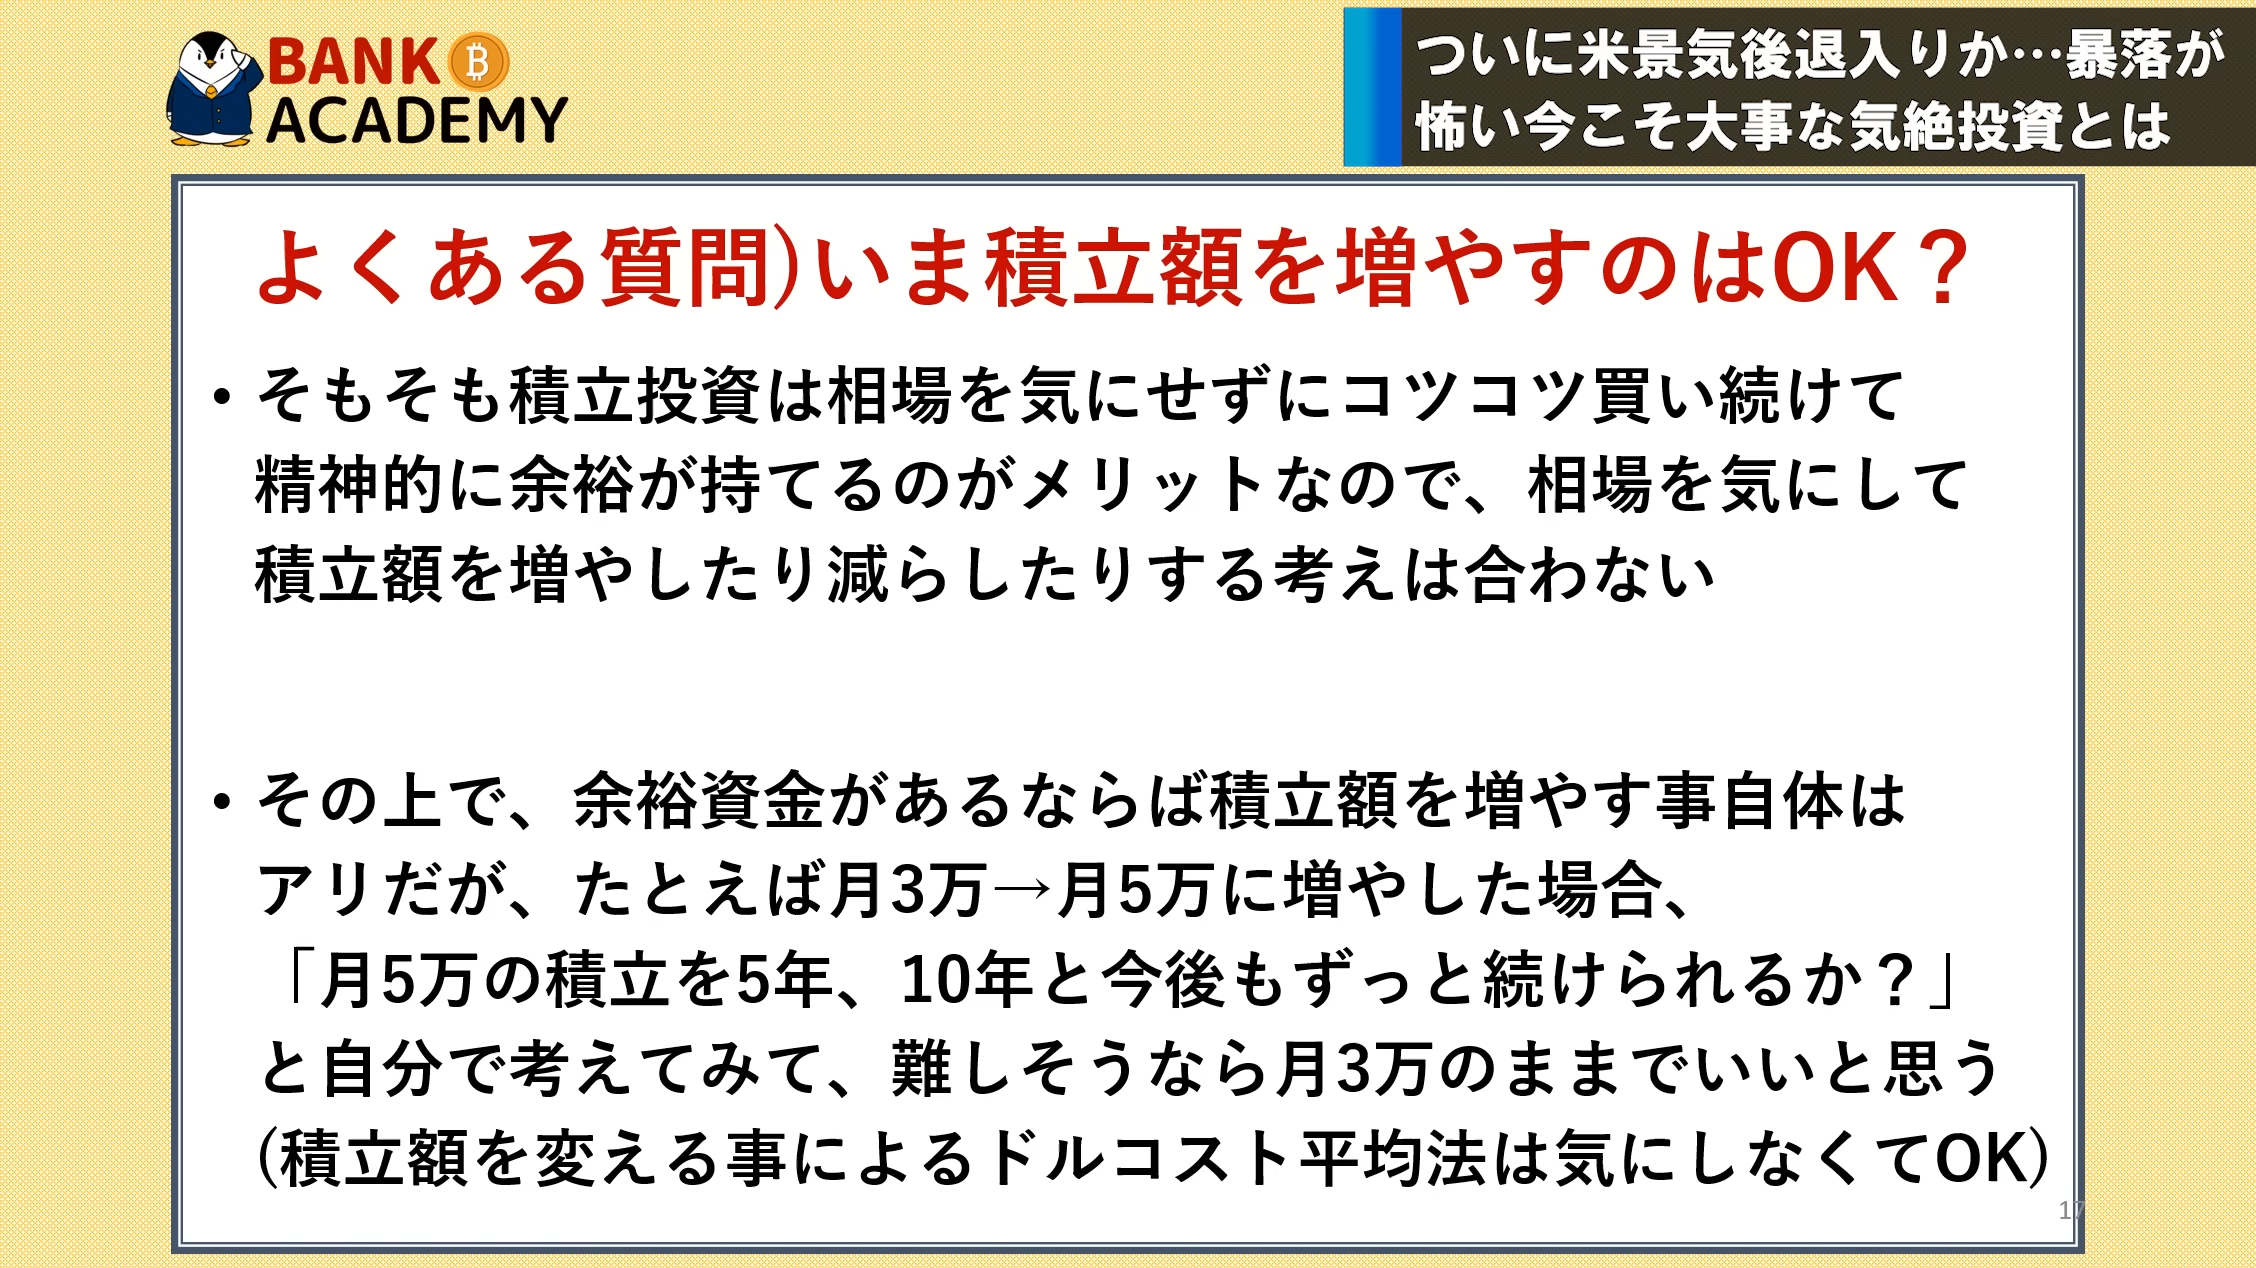 BANK
ACADEMY
ついに米景気後退入りか…暴落が
怖い今こそ大事な気絶投資とは
よくある質問)いま積立額を増やすのはOK？
・そもそも積立投資は相場を気にせずにコツコツ買い続けて
精神的に余裕が持てるのがメリットなので、相場を気にして
積立額を増やしたり減らしたりする考えは合わない
・その上で、余裕資金があるならば積立額を増やす事自体は
アリだが、たとえば月3万→月5万に増やした場合、
「月5万の積立を5年、10年と今後もずっと続けられるか？」
と自分で考えてみて、難しそうなら月3万のままでいいと思う
(積立額を変える事によるドルコスト平均法は気にしなくてOK)
17